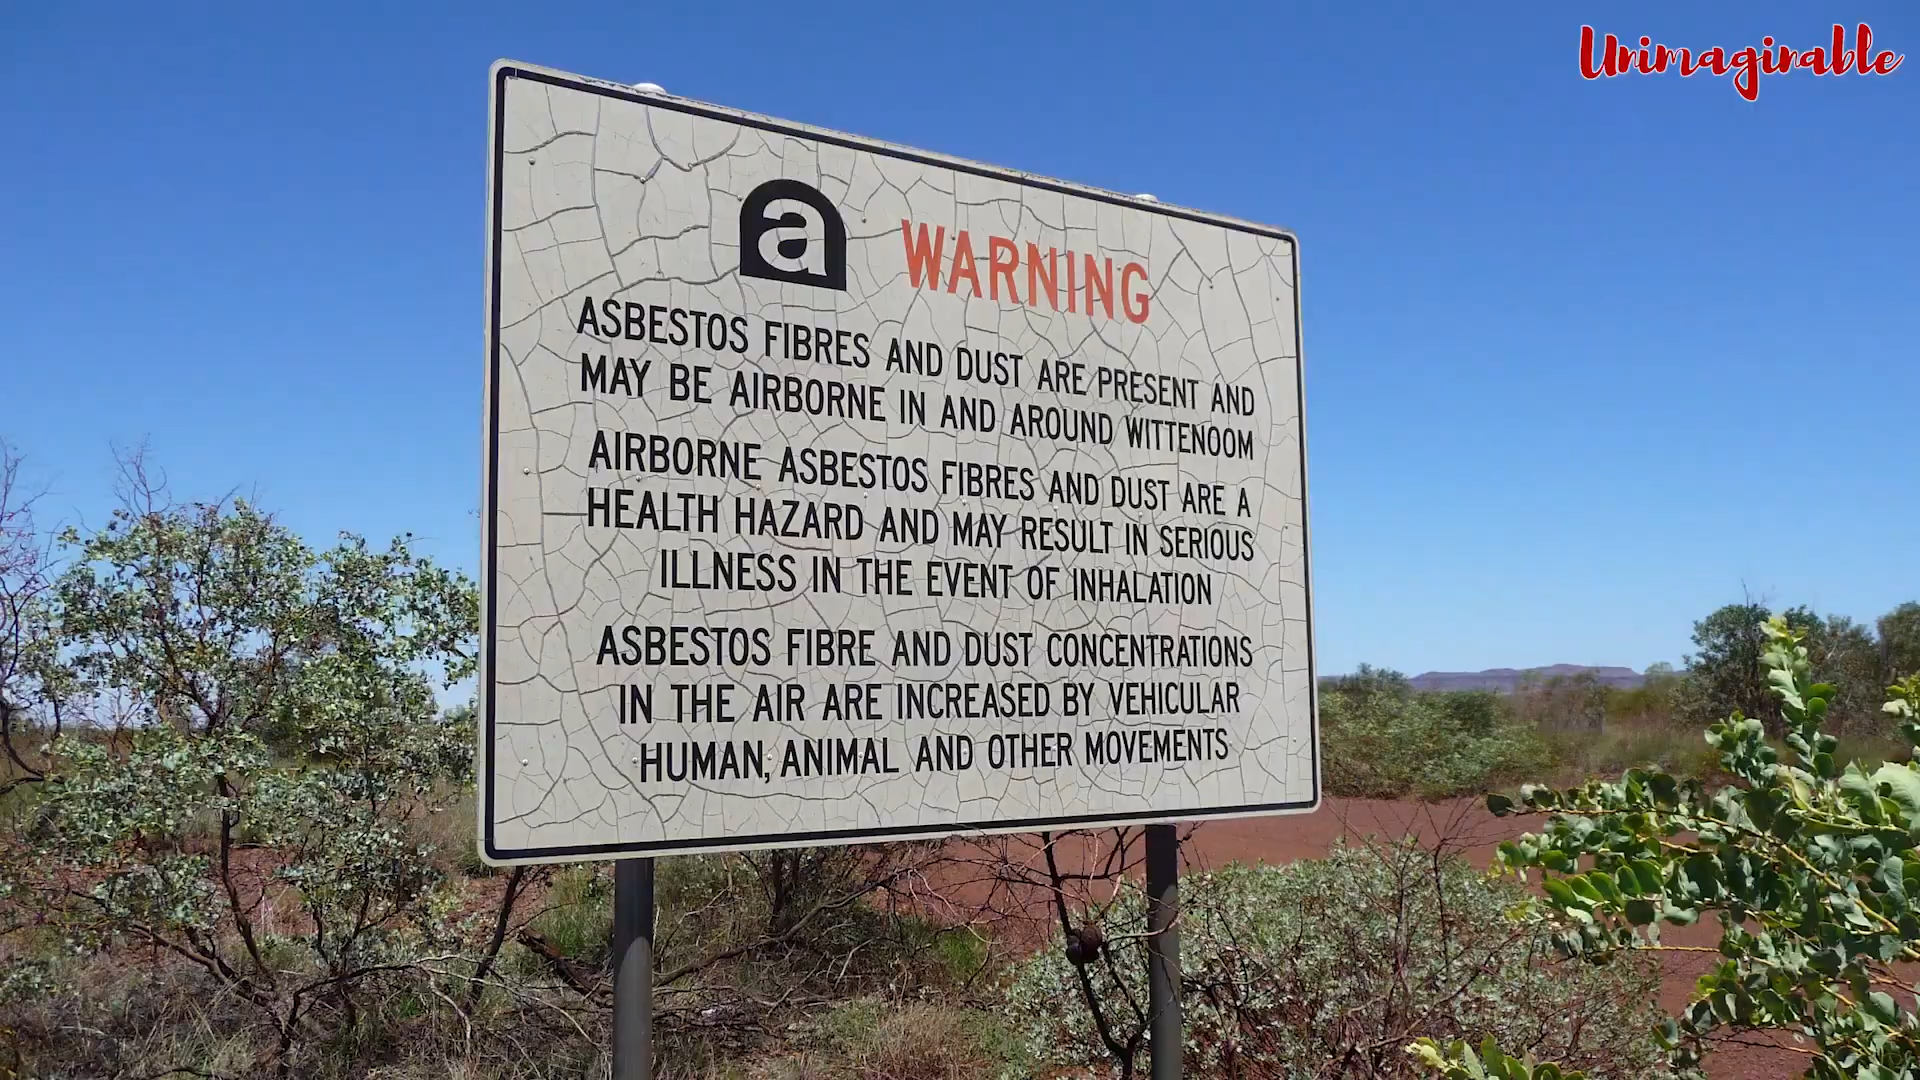 Unimaginable
a WARNING
ASBESTOS FIBRES AND DUST ARE PRESENT AND
MAY BE AIRBORNE IN AND AROUND WITTENOOM
AIRBORNE ASBESTOS FIBRES AND DUST ARE A
HEALTH HAZARD AND MAY RESULT IN SERIOUS
ILLNESS IN THE EVENT OF INHALATION
ASBESTOS FIBRE AND DUST CONCENTRATIONS
IN THE AIR ARE INCREASED BY VEHICULAR
HUMAN, ANIMAL AND OTHER MOVEMENTS